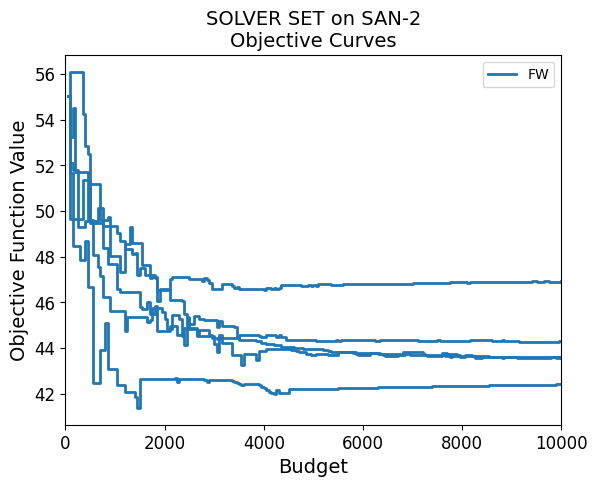 SOLVER SET on SAN-2
Objective Curves
FW
Objective Function Value
56
54
52
50
48
46
44
42
0 2000 4000 6000 8000 10000
Budget